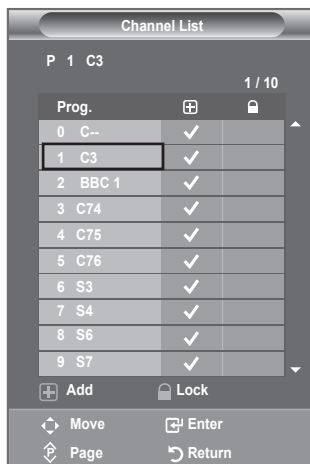 Channel List
P 1 C3
1 / 10
Prog.
0 C--
1 C3
2 BBC 1
3 C74
4 C75
5 C76
6 S3
7 S4
8 S6
9 S7
Add Lock
Move Enter
Page Return